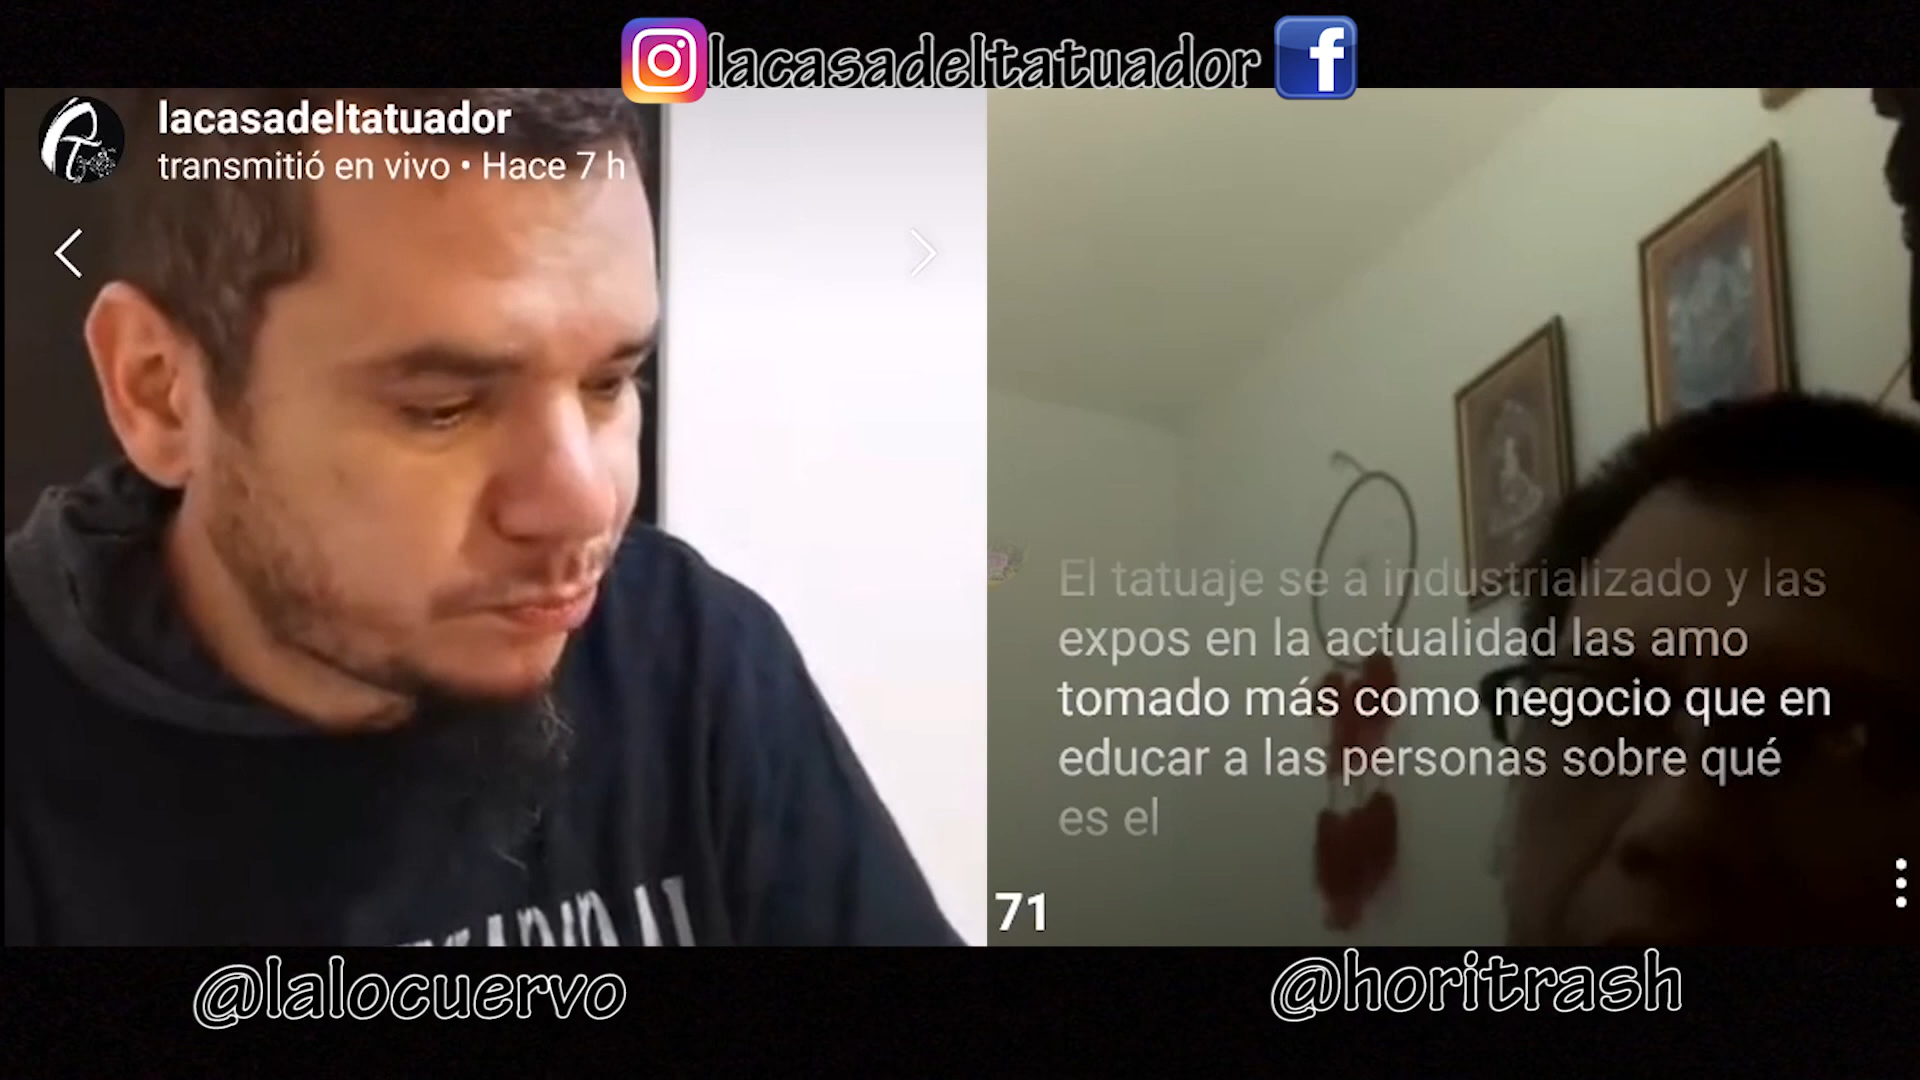 lacasadeltatuador
lacasadeltatuador
transmitió en vivo • Hace 7 h
El tatuaje se a industrializado y las
expos en la actualidad las amo
tomado más como negocio que en
educar a las personas sobre qué
es el
71
@lalocuervo
@horitrash